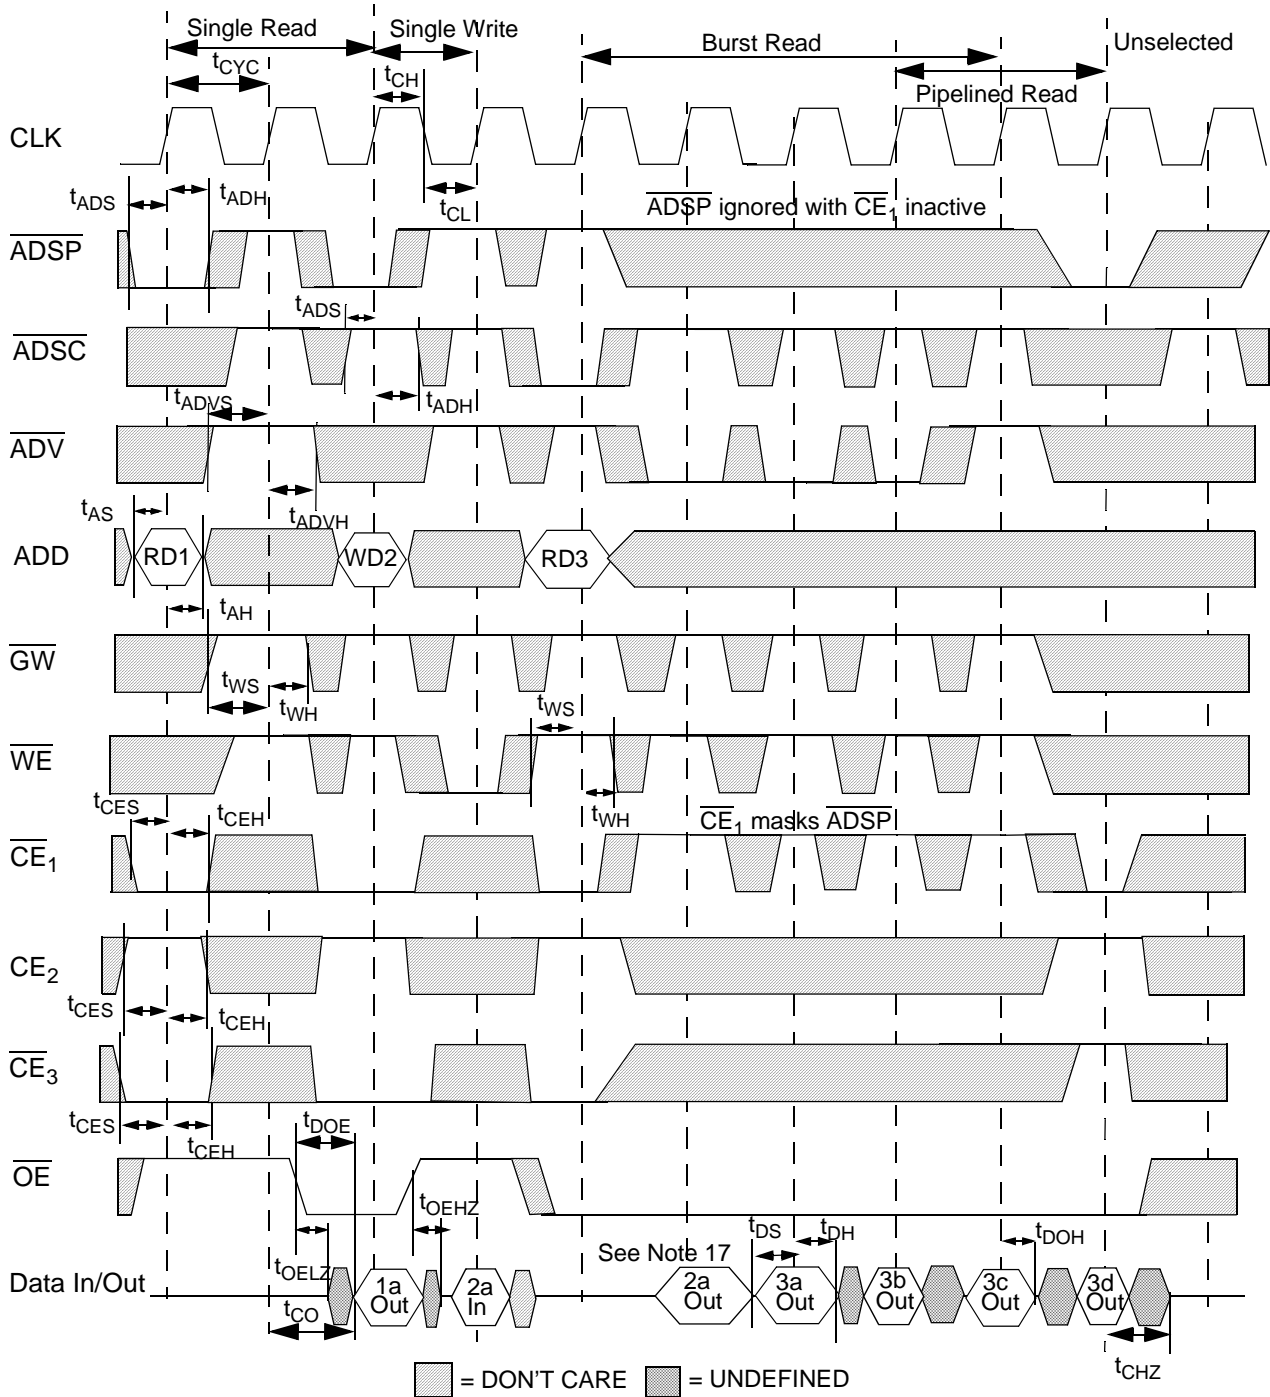 Single Read
Single Write
Burst Read
Unselected
tCYC
tCH
Pipelined Read
CLK
tADS
tADH
tCL
ADSP ignored with CE1 inactive
ADSP
tADS
ADSC
tADVS
tADH
ADV
tAS
tADVH
ADD
RD1
WD2
RD3
tAH
GW
tWS
tWH
tWS
WE
tCES
tCEH
tWH
CE1 masks ADSP
CE1
CE2
tCES
tCEH
CE3
tCES
tCEH
tDOE
OE
tOEHZ
tDS
tDH
tDOH
See Note 17
tOELZ
Data In/Out
1a Out
2a In
2a Out
3a Out
3b Out
3c Out
3d Out
tCO
tCHZ
= DON'T CARE
= UNDEFINED